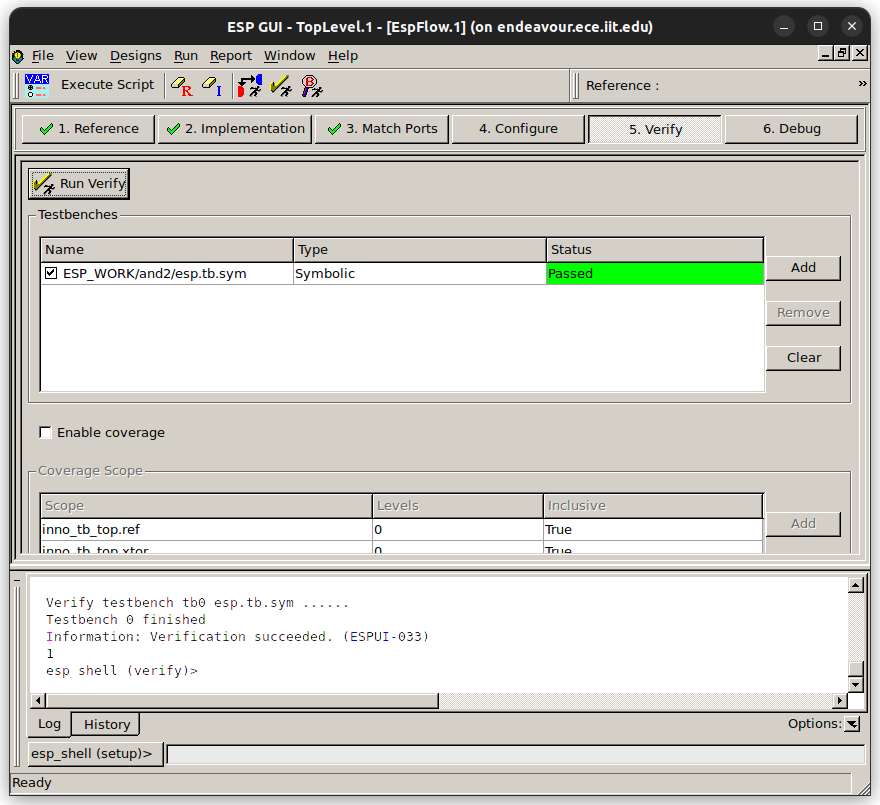 ESP GUI - TopLevel.1 - [EspFlow.1] (on endeavour.ece.iit.edu)
File View Designs Run Report Window Help
VAR Execute Script R I R Reference : »
1. Reference 2. Implementation 3. Match Ports 4. Configure 5. Verify 6. Debug
Run Verify
Testbenches
Name Type Status
ESP_WORK/and2/esp.tb.sym Symbolic Passed
Add
Remove
Clear
Enable coverage
Coverage Scope
Scope Levels Inclusive
inno_tb_top.ref 0 True
Add
inno_tb_top.xtor 0 True
Verify testbench tb0 esp.tb.sym ......
Testbench 0 finished
Information: Verification succeeded. (ESPUI-033)
1
esp_shell (verify)>
Log History Options:
esp_shell (setup)>
Ready